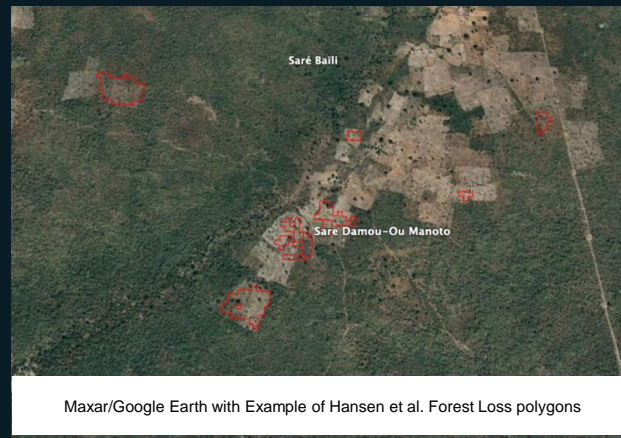 Saré Baïli
Sare Damou-Ou Manoto
Maxar/Google Earth with Example of Hansen et al. Forest Loss polygons